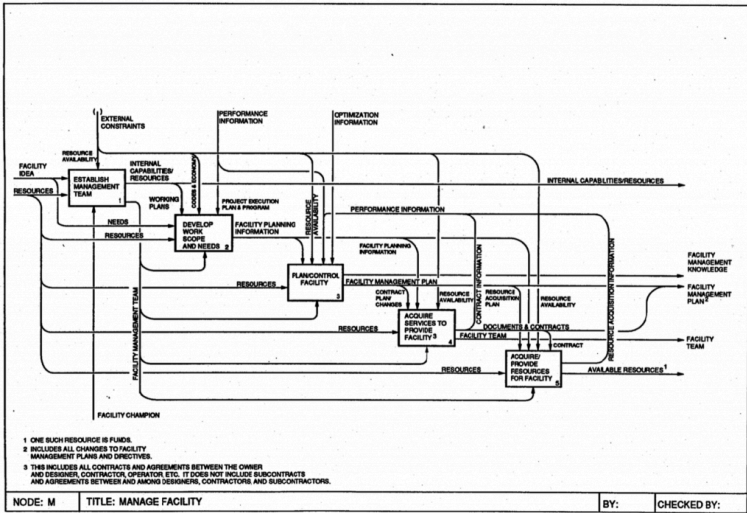 ( )
EXTERNAL
CONSTRAINTS
PERFORMANCE
INFORMATION
OPTIMIZATION
INFORMATION
FACILITY
IDEA
RESOURCE
AVAILABILITY
RESOURCES
ESTABLISH
MANAGEMENT
TEAM
1
INTERNAL
CAPABILITIES/
RESOURCES
WORKING
PLANS
CODES & ECONOMY
PROJECT EXECUTION
PLAN & PROGRAM
INTERNAL CAPABLITIES/RESOURCES
NEEDS
RESOURCES
DEVELOP
WORK
SCOPE
AND NEEDS
2
FACILITY PLANNING
INFORMATION
RESOURCE
AVAILABILITY
PERFORMANCE INFORMATION
FACILITY PLANNING
INFORMATION
RESOURCES
PLAN/CONTROL
FACILITY
3
FACILITY MANAGEMENT PLAN
CONTRACT
PLAN/
CHANGES
RESOURCE
AVAILABILITY
CONTRACT INFORMATION
RESOURCE
ACQUISITION
PLAN
RESOURCE
AVAILABILITY
RESOURCE ACQUISITION INFORMATION
FACILITY
MANAGEMENT
KNOWLEDGE
FACILITY
MANAGEMENT
PLAN 2
FACILITY MANAGEMENT TEAM
RESOURCES
ACQUIRE
SERVICES TO
PROVIDE
FACILITY 3
4
DOCUMENTS & CONTRACTS
FACILITY TEAM
CONTRACT
FACILITY
TEAM
RESOURCES
ACQUIRE/
PROVIDE
RESOURCES
FOR FACILITY
5
AVAILABLE RESOURCES 1
FACILITY CHAMPION
1 ONE SUCH RESOURCE IS FUNDS.
2 INCLUDES ALL CHANGES TO FACILITY
MANAGEMENT PLANS AND DIRECTIVES.
3 THIS INCLUDES ALL CONTRACTS AND AGREEMENTS BETWEEN THE OWNER
AND DESIGNER, CONTRACTOR, OPERATOR, ETC. IT DOES NOT INCLUDE SUBCONTRACTS
AND AGREEMENTS BETWEEN AND AMONG DESIGNERS, CONTRACTORS, AND SUBCONTRACTORS.
NODE: M
TITLE: MANAGE FACILITY
BY:
CHECKED BY: